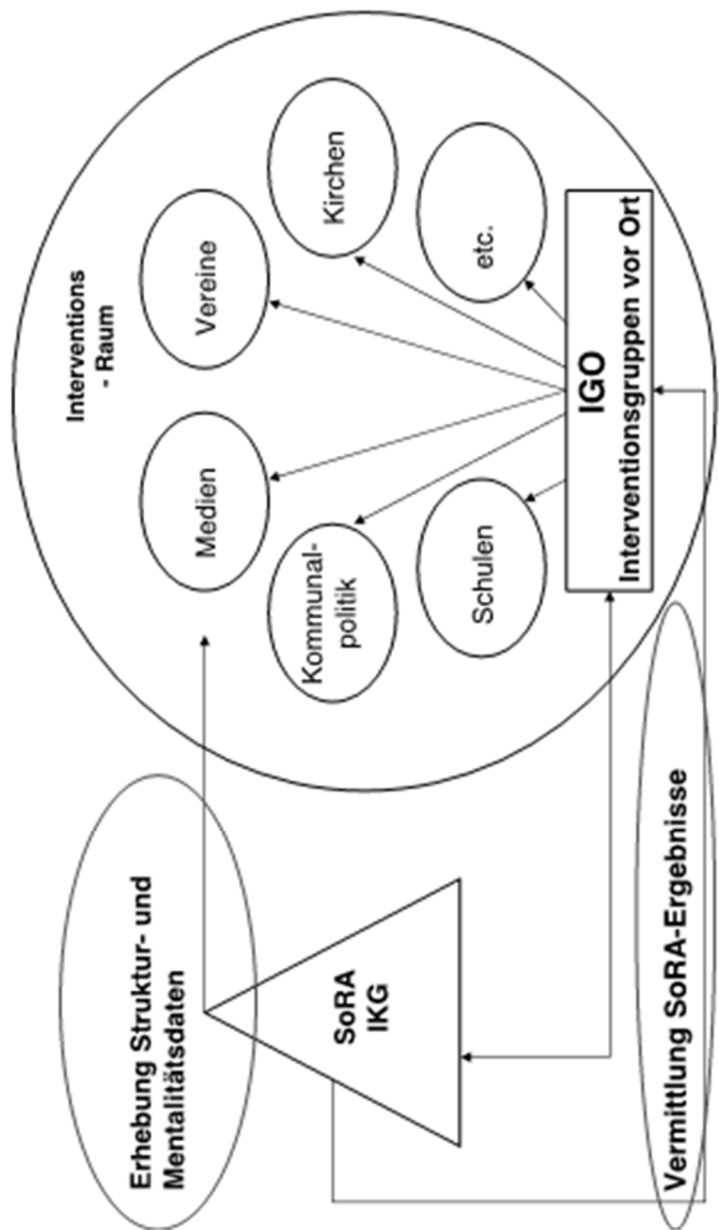 Erhebung Struktur- und
Mentalitätsdaten
SoRA
IKG
Vermittlung SoRA-Ergebnisse
Interventions
- Raum
Medien
Vereine
Kommunal-
politik
Kirchen
Schulen
etc.
IGO
Interventionsgruppen vor Ort